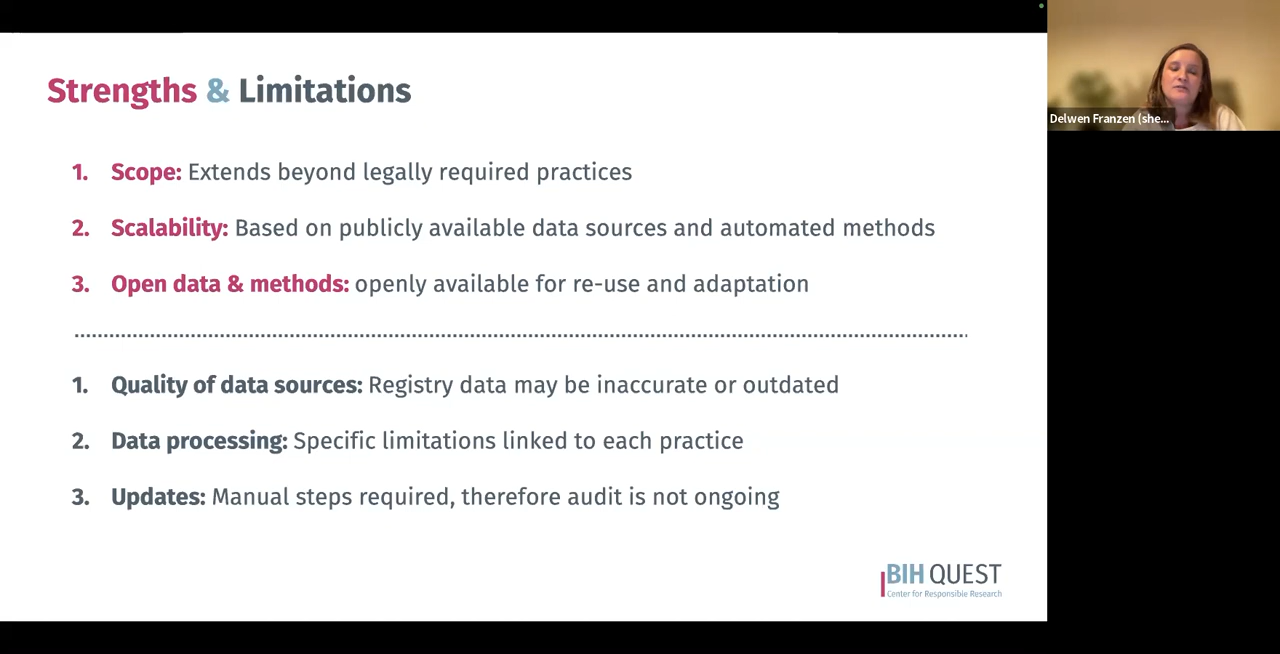 Strengths & Limitations
1. Scope: Extends beyond legally required practices
2. Scalability: Based on publicly available data sources and automated methods
3. Open data & methods: openly available for re-use and adaptation
1. Quality of data sources: Registry data may be inaccurate or outdated
2. Data processing: Specific limitations linked to each practice
3. Updates: Manual steps required, therefore audit is not ongoing
BIH QUEST
Center for Responsible Research
Delwen Franzen (she...